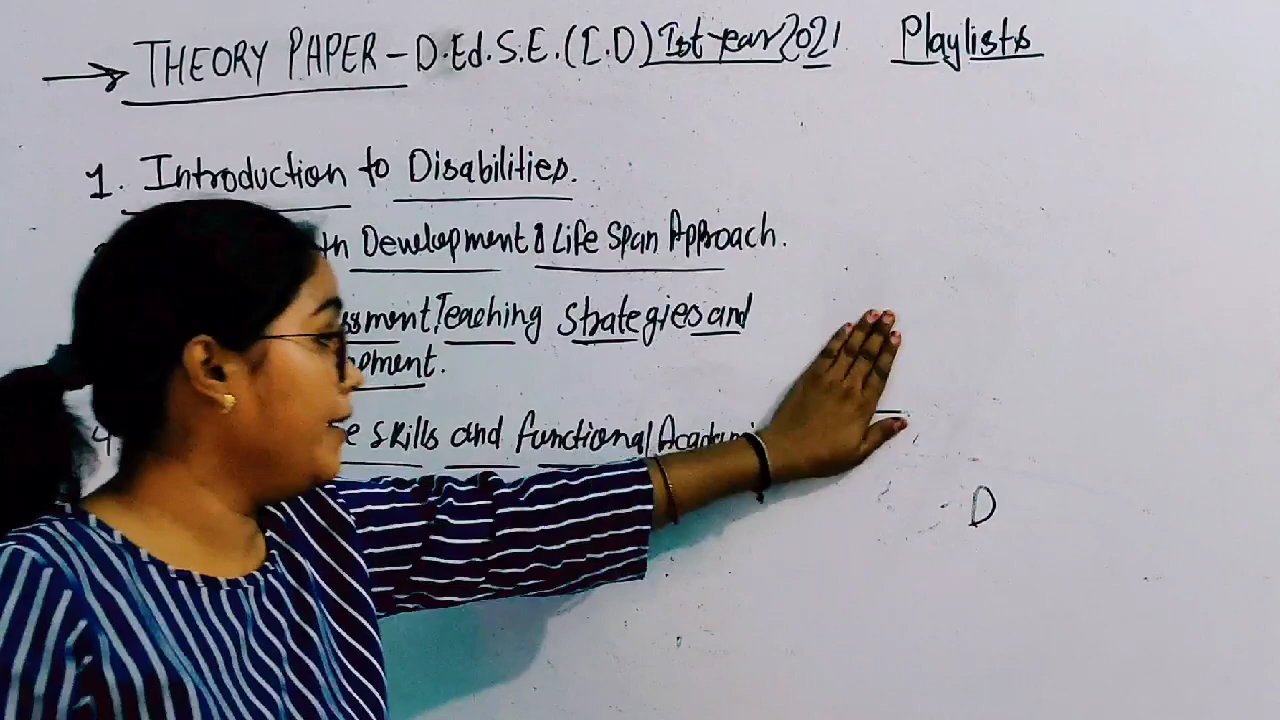 THEORY PAPER - D.Ed.S.E.(I.D) Ist year 2021 Playlists
1. Introduction to Disabilities.
Development & Life Span Approach.
Teaching Strategies and
4 Skills and functional
D